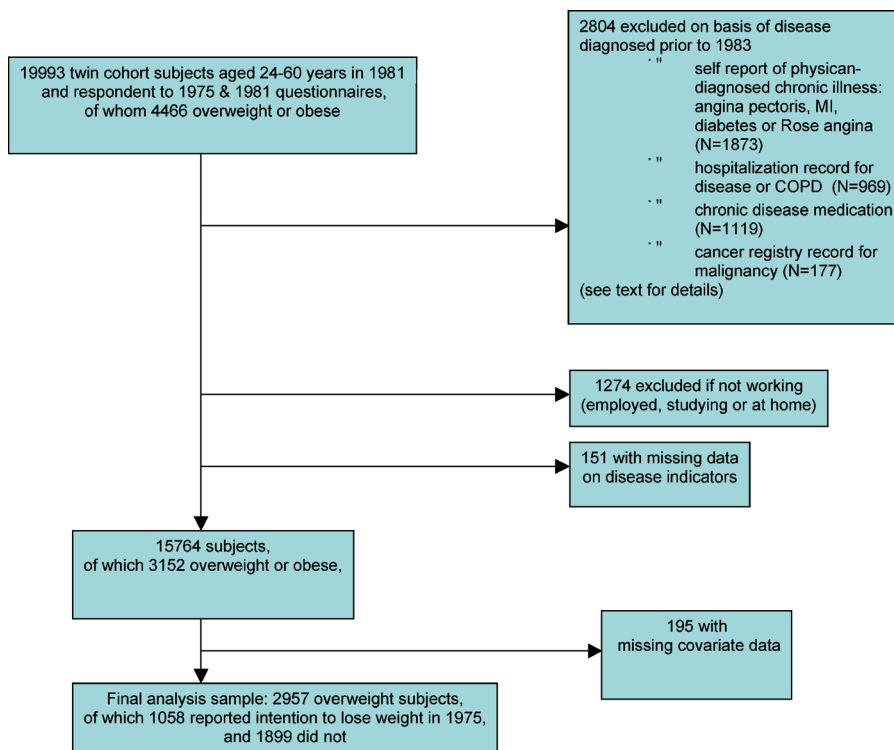 19993 twin cohort subjects aged 24-60 years in 1981
and respondent to 1975 & 1981 questionnaires,
of whom 4466 overweight or obese
2804 excluded on basis of disease
diagnosed prior to 1983
· " self report of physican-
diagnosed chronic illness:
angina pectoris, MI,
diabetes or Rose angina
(N=1873)
· " hospitalization record for
disease or COPD (N=969)
· " chronic disease medication
(N=1119)
· " cancer registry record for
malignancy (N=177)
(see text for details)
1274 excluded if not working
(employed, studying or at home)
151 with missing data
on disease indicators
15764 subjects,
of which 3152 overweight or obese,
195 with
missing covariate data
Final analysis sample: 2957 overweight subjects,
of which 1058 reported intention to lose weight in 1975,
and 1899 did not